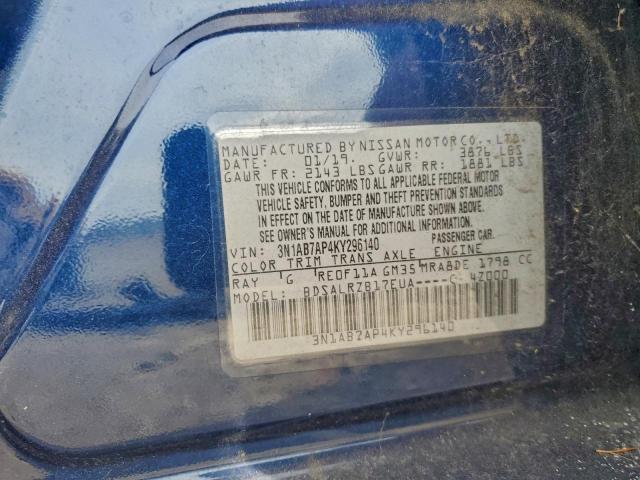 MANUFACTURED BY NISSAN MOTOR CO., LTD.
DATE: 01/19. GVWR: 3876 LBS
GAWR FR: 2143 LBS GAWR RR: 1881 LBS
THIS VEHICLE CONFORMS TO ALL APPLICABLE FEDERAL MOTOR
VEHICLE SAFETY, BUMPER AND THEFT PREVENTION STANDARDS
IN EFFECT ON THE DATE OF MANUFACTURE SHOWN ABOVE.
SEE OWNER'S MANUAL FOR ADDITIONAL INFORMATION.
VIN: 3N1AB7AP4KY296140 PASSENGER CAR.
COLOR TRIM TRANS AXLE ENGINE
RAY G RE0F11A GM35 MRA8DE 1798 CC
MODEL: BDSALRZB17EUA----C- 4Z000
3N1AB7AP4KY296140